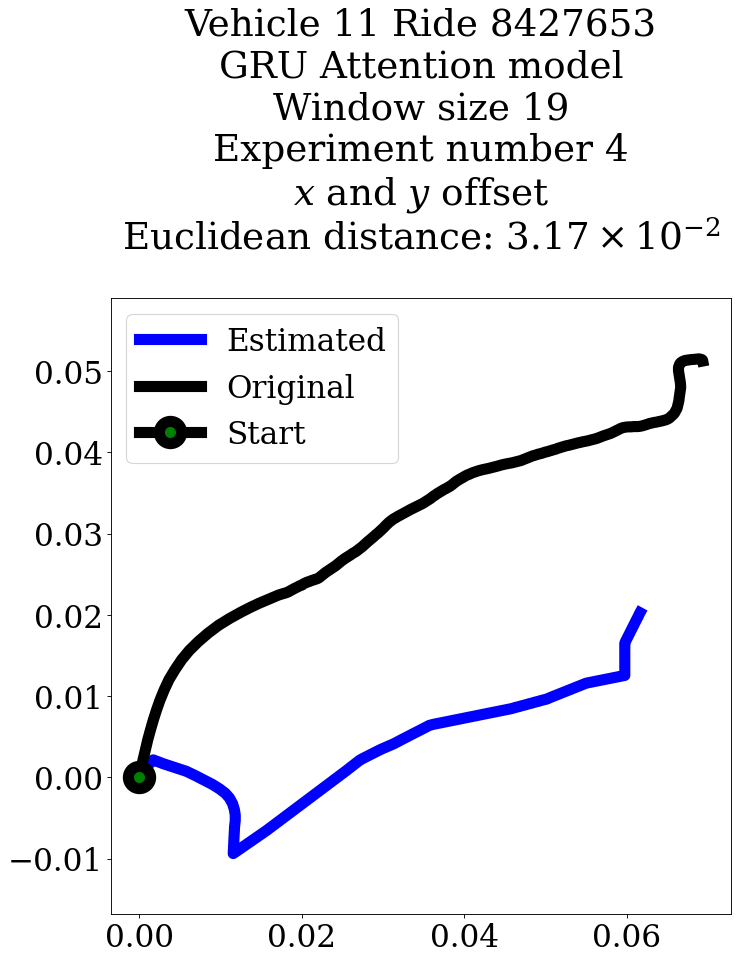 Vehicle 11 Ride 8427653
GRU Attention model
Window size 19
Experiment number 4
x and y offset
Euclidean distance: 3.17 × 10⁻²
Estimated
Original
Start
0.05
0.04
0.03
0.02
0.01
0.00
−0.01
0.00 0.02 0.04 0.06